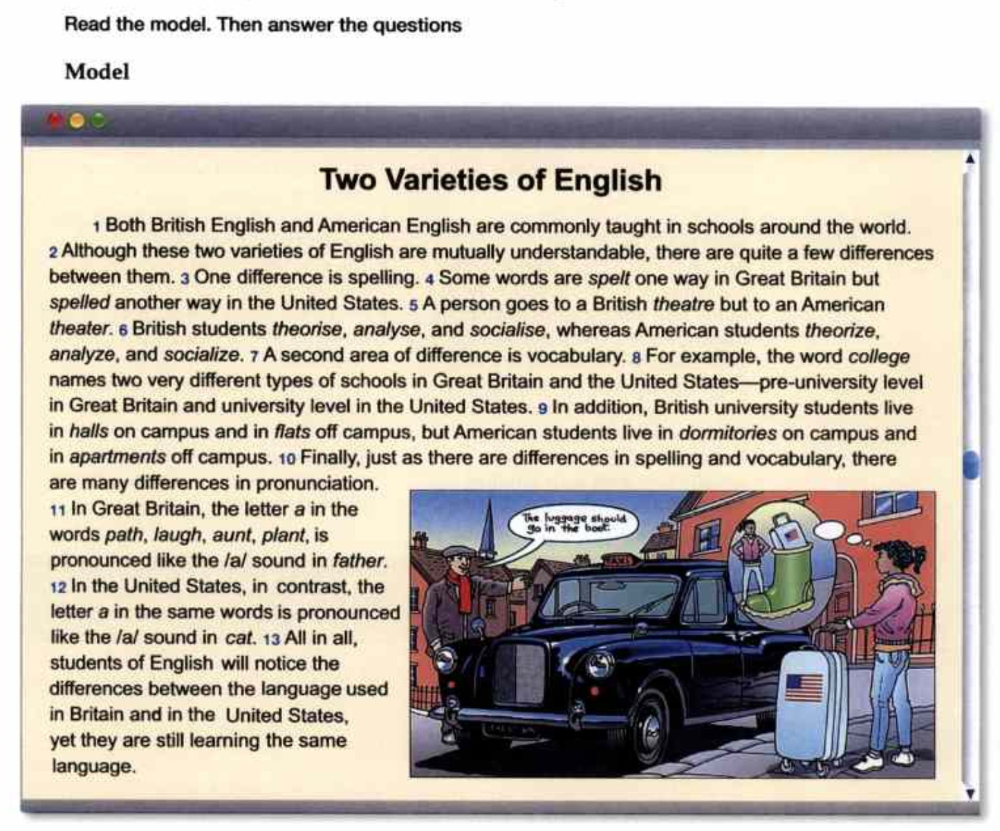 Read the model. Then answer the questions
Model
Two Varieties of English
1 Both British English and American English are commonly taught in schools around the world.
2 Although these two varieties of English are mutually understandable, there are quite a few differences
between them. 3 One difference is spelling. 4 Some words are spelt one way in Great Britain but
spelled another way in the United States. 5 A person goes to a British theatre but to an American
theater. 6 British students theorise, analyse, and socialise, whereas American students theorize,
analyze, and socialize. 7 A second area of difference is vocabulary. 8 For example, the word college
names two very different types of schools in Great Britain and the United States—pre-university level
in Great Britain and university level in the United States. 9 In addition, British university students live
in halls on campus and in flats off campus, but American students live in dormitories on campus and
in apartments off campus. 10 Finally, just as there are differences in spelling and vocabulary, there
are many differences in pronunciation.
11 In Great Britain, the letter a in the
words path, laugh, aunt, plant, is
pronounced like the /a/ sound in father.
12 In the United States, in contrast, the
letter a in the same words is pronounced
like the /a/ sound in cat. 13 All in all,
students of English will notice the
differences between the language used
in Britain and in the United States,
yet they are still learning the same
language.
The luggage should
go in the boot.
TAXI